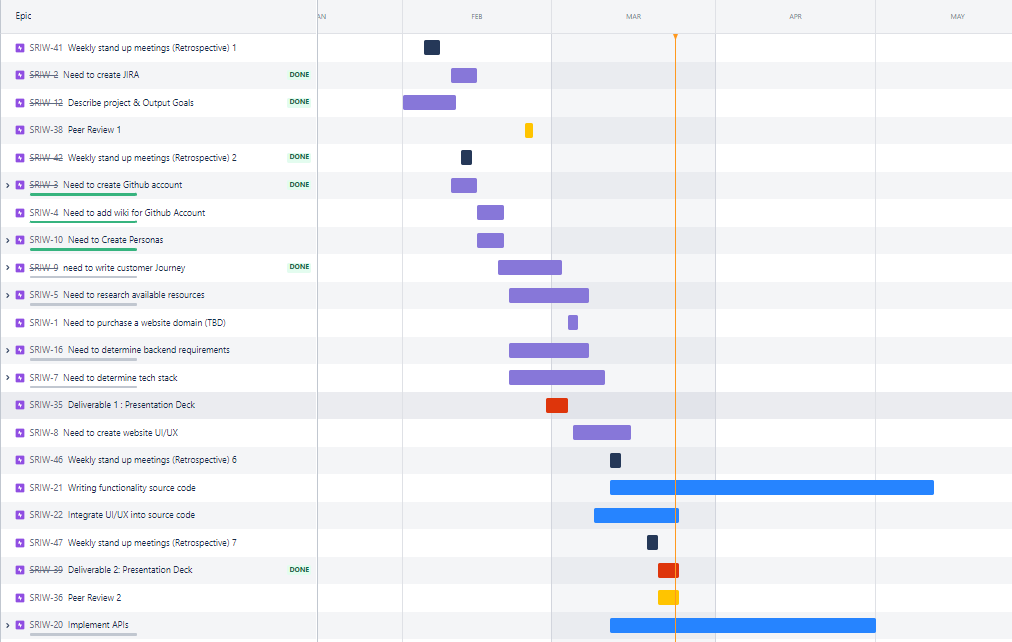 Epic
AN FEB MAR APR MAY
SRIW-41 Weekly stand up meetings (Retrospective) 1
SRIW-2 Need to create JIRA DONE
SRIW-12 Describe project & Output Goals DONE
SRIW-38 Peer Review 1
SRIW-42 Weekly stand up meetings (Retrospective) 2 DONE
SRIW-3 Need to create Github account DONE
SRIW-4 Need to add wiki for Github Account
SRIW-10 Need to Create Personas
SRIW-9 need to write customer Journey DONE
SRIW-5 Need to research available resources
SRIW-1 Need to purchase a website domain (TBD)
SRIW-16 Need to determine backend requirements
SRIW-7 Need to determine tech stack
SRIW-35 Deliverable 1 : Presentation Deck
SRIW-8 Need to create website UI/UX
SRIW-46 Weekly stand up meetings (Retrospective) 6
SRIW-21 Writing functionality source code
SRIW-22 Integrate UI/UX into source code
SRIW-47 Weekly stand up meetings (Retrospective) 7
SRIW-39 Deliverable 2: Presentation Deck DONE
SRIW-36 Peer Review 2
SRIW-20 Implement APIs